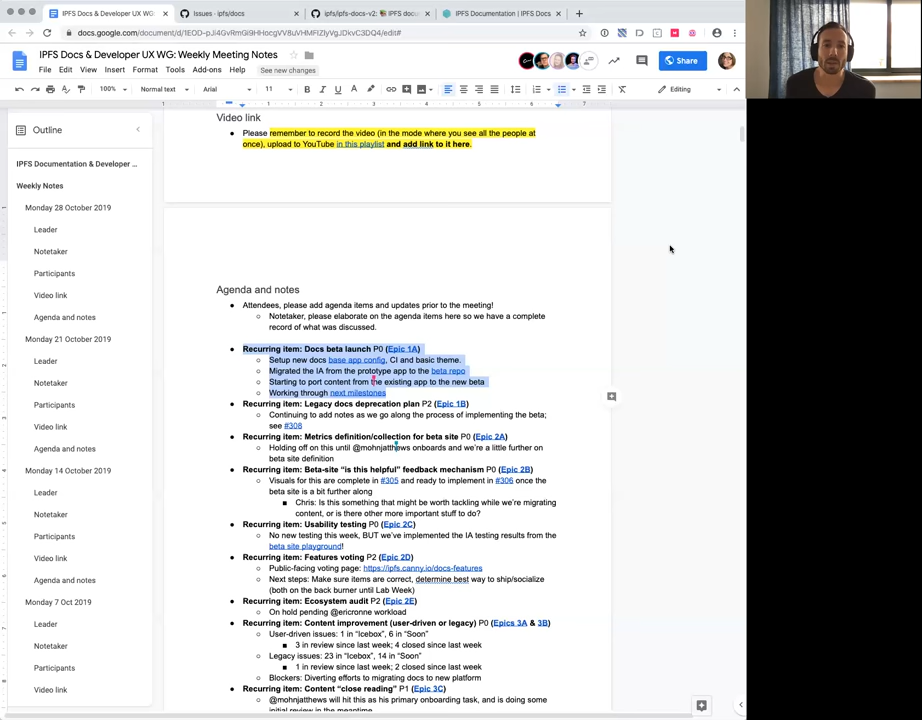 IPFS Docs & Developer UX WG:
Issues · ipfs/docs
ipfs/ipfs-docs-v2:
IPFS docu
IPFS Documentation | IPFS Docs
docs.google.com
IPFS Docs & Developer UX WG: Weekly Meeting Notes
File Edit View Insert Format Tools Add-ons Help See new changes
Share
100% Normal text Arial 11 Editing
Outline
IPFS Documentation & Developer ...
Weekly Notes
Monday 28 October 2019
Leader
Notetaker
Participants
Video link
Agenda and notes
Monday 21 October 2019
Leader
Notetaker
Participants
Video link
Agenda and notes
Monday 14 October 2019
Leader
Notetaker
Participants
Video link
Agenda and notes
Monday 7 Oct 2019
Leader
Notetaker
Participants
Video link
Video link
Please remember to record the video (in the mode where you see all the people at
once), upload to YouTube in this playlist and add link to it here.
Agenda and notes
Attendees, please add agenda items and updates prior to the meeting!
Notetaker, please elaborate on the agenda items here so we have a complete
record of what was discussed.
Recurring item: Docs beta launch P0 (Epic 1A)
Setup new docs base app config, CI and basic theme.
Migrated the IA from the prototype app to the beta repo
Starting to port content from the existing app to the new beta
Working through next milestones
Recurring item: Legacy docs deprecation plan P2 (Epic 1B)
Continuing to add notes as we go along the process of implementing the beta;
see #308
Recurring item: Metrics definition/collection for beta site P0 (Epic 2A)
Holding off on this until @mohnjatthews onboards and we're a little further on
beta site definition
Recurring item: Beta-site “is this helpful” feedback mechanism P0 (Epic 2B)
Visuals for this are complete in #305 and ready to implement in #306 once the
beta site is a bit further along
Chris: Is this something that might be worth tackling while we're migrating
content, or is there other more important stuff to do?
Recurring item: Usability testing P0 (Epic 2C)
No new testing this week, BUT we've implemented the IA testing results from the
beta site playground!
Recurring item: Features voting P2 (Epic 2D)
Public-facing voting page: https://ipfs.canny.io/docs-features
Next steps: Make sure items are correct, determine best way to ship/socialize
(both on the back burner until Lab Week)
Recurring item: Ecosystem audit P2 (Epic 2E)
On hold pending @ericronne workload
Recurring item: Content improvement (user-driven or legacy) P0 (Epics 3A & 3B)
User-driven issues: 1 in “Icebox”, 6 in “Soon”
3 in review since last week; 4 closed since last week
Legacy issues: 23 in “Icebox”, 14 in “Soon”
1 in review since last week; 2 closed since last week
Blockers: Diverting efforts to migrating docs to new platform
Recurring item: Content “close reading” P1 (Epic 3C)
@mohnjatthews will hit this as his primary onboarding task, and is doing some
initial review in the meantime